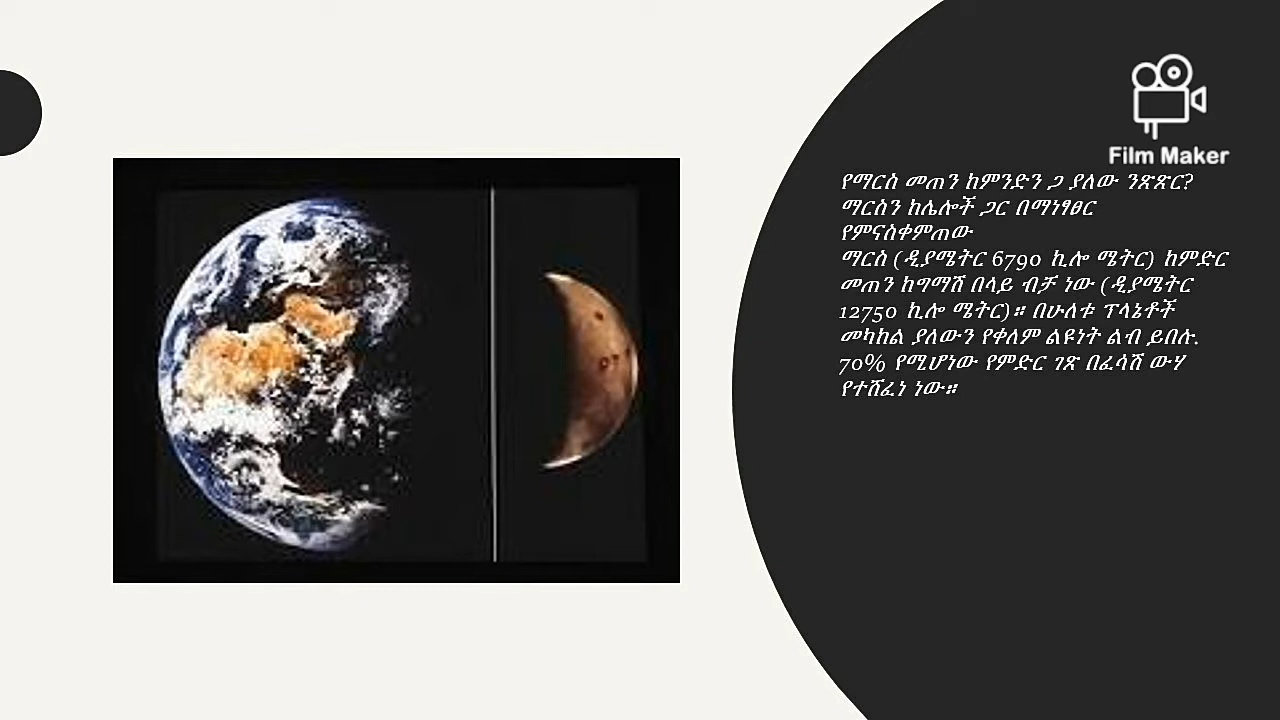 Film Maker
የማርስ መጠን ከምንድን ጋ ያለው ንጽጽር?
ማርስን ከሌሎች ጋር በማነፃፀር
የምናስቀምጠው
ማርስ (ዲያሜትር 6790 ኪሎ ሜትር) ከምድር
መጠን ከግማሽ በላይ ብቻ ነው (ዲያሜትር
12750 ኪሎ ሜትር)። በሁለቱ ፕላኔቶች
መካከል ያለውን የቀለም ልዩነት ልብ ይበሉ.
70% የሚሆነው የምድር ገጽ በፈሳሽ ውሃ
የተሸፈነ ነው።